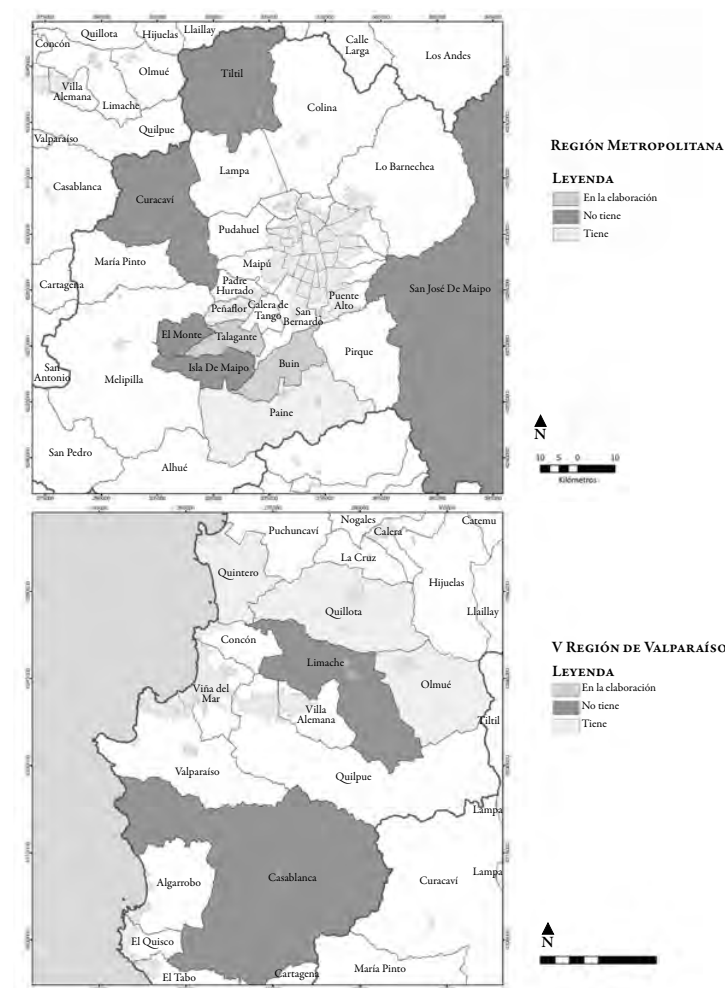 Concón
Quillota
Hijuelas
Llaillay
Calle
Larga
Los Andes
Olmué
Tiltil
Villa
Alemana
Limache
Colina
Quilpue
Valparaíso
Lo Barnechea
Lampa
Casablanca
Curacaví
Pudahuel
María Pinto
Maipú
Cartagena
Padre
Hurtado
San José De Maipo
Peñaflor
Calera de
Tango
San
Bernardo
Puente
Alto
El Monte
Talagante
Pirque
San
Antonio
Melipilla
Isla De Maipo
Buin
Paine
San Pedro
Alhué
Región Metropolitana
Leyenda
En la elaboración
No tiene
Tiene
N
10 5 0 10
Kilómetros
Puchuncaví
Nogales
Calera
Catemu
La Cruz
Quintero
Hijuelas
Quillota
Llaillay
Concón
Limache
Olmué
Viña del
Mar
Villa
Alemana
Tiltil
Valparaíso
Quilpue
Lampa
Algarrobo
Casablanca
Curacaví
Lampa
El Quisco
El Tabo
Cartagena
María Pinto
V Región de Valparaíso
Leyenda
En la elaboración
No tiene
Tiene
N